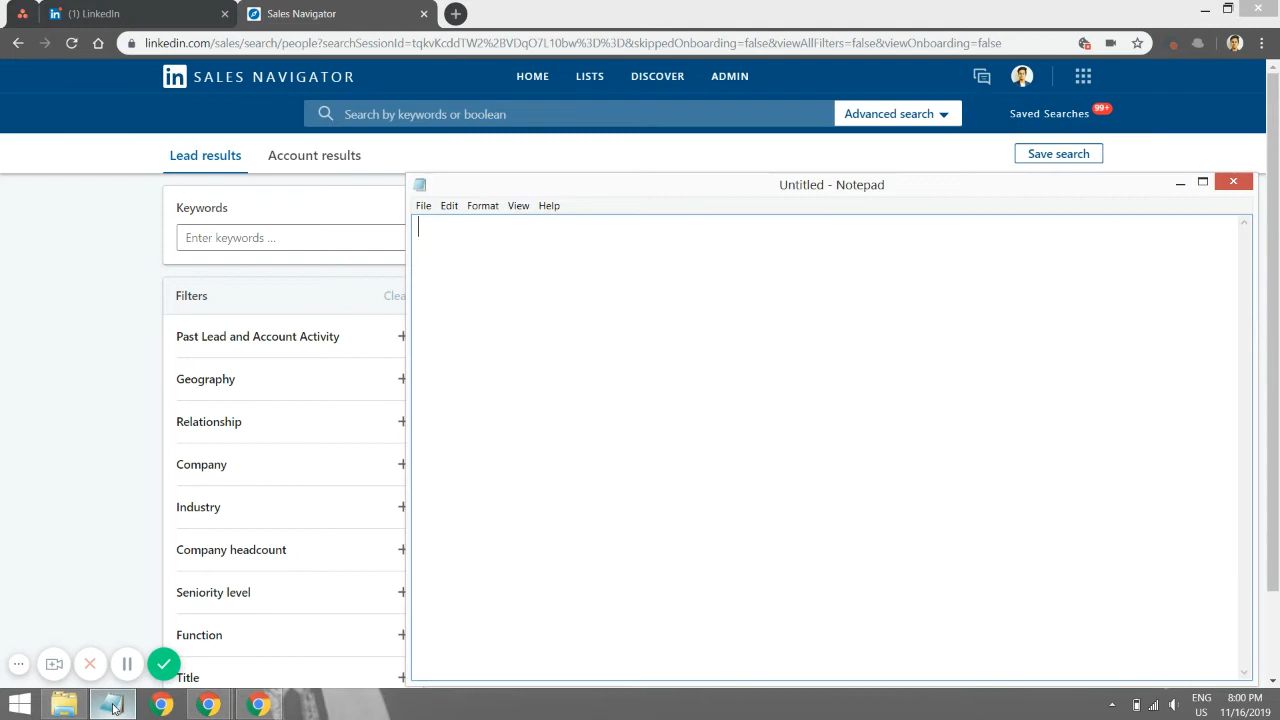 (1) LinkedIn
Sales Navigator
linkedin.com/sales/search/people?searchSessionId=tqkvKcddTW2%2BVDqO7L10bw%3D%3D&skippedOnboarding=false&viewAllFilters=false&viewOnboarding=false
in SALES NAVIGATOR
HOME
LISTS
DISCOVER
ADMIN
Search by keywords or boolean
Advanced search
Saved Searches
99+
Lead results
Account results
Save search
Untitled - Notepad
File
Edit
Format
View
Help
Keywords
Enter keywords ...
Filters
Clea
Past Lead and Account Activity
Geography
Relationship
Company
Industry
Company headcount
Seniority level
Function
Title
ENG
US
8:00 PM
11/16/2019